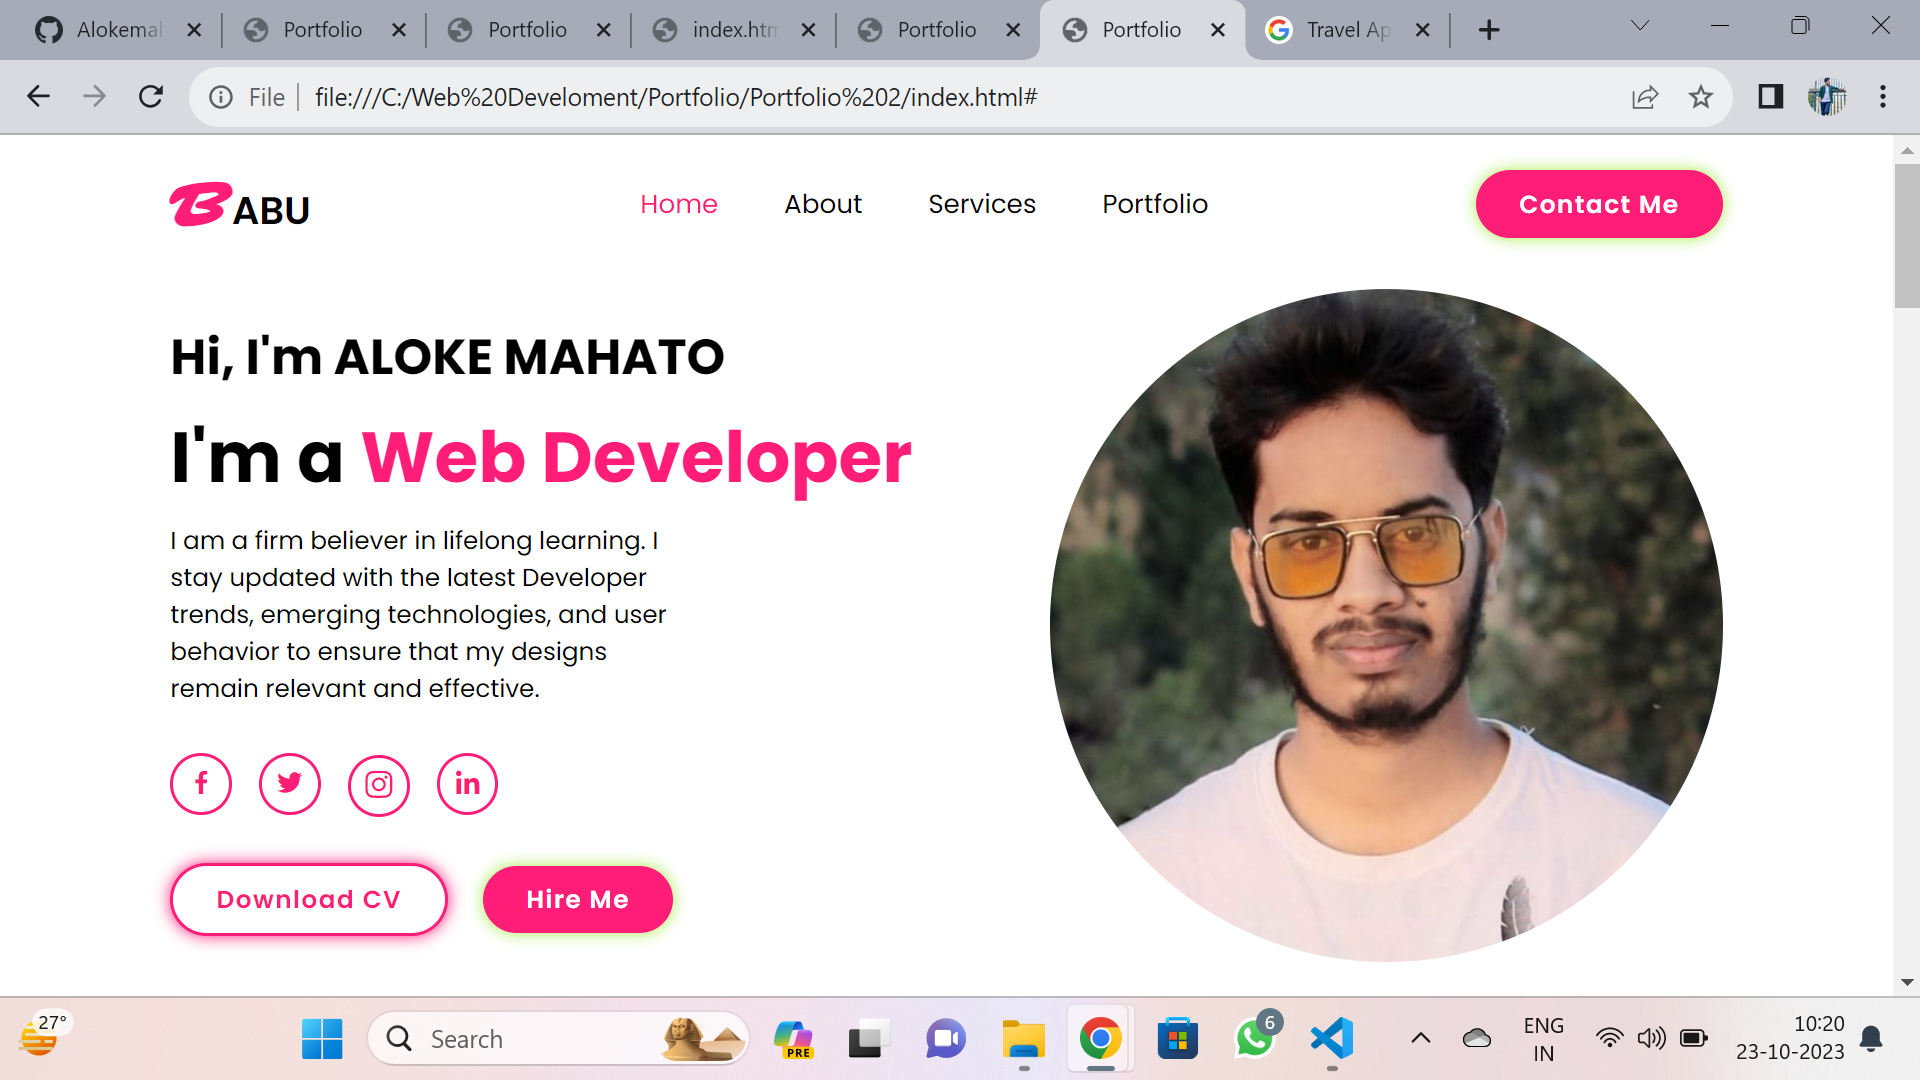 Alokemah
Portfolio
Portfolio
index.htm
Portfolio
Portfolio
Travel Ap
File
file:///C:/Web%20Develoment/Portfolio/Portfolio%202/index.html#
BABU
Home
About
Services
Portfolio
Contact Me
Hi, I'm ALOKE MAHATO
I'm a Web Developer
I am a firm believer in lifelong learning. I
stay updated with the latest Developer
trends, emerging technologies, and user
behavior to ensure that my designs
remain relevant and effective.
Download CV
Hire Me
27°
Search
PRE
6
ENG
IN
10:20
23-10-2023